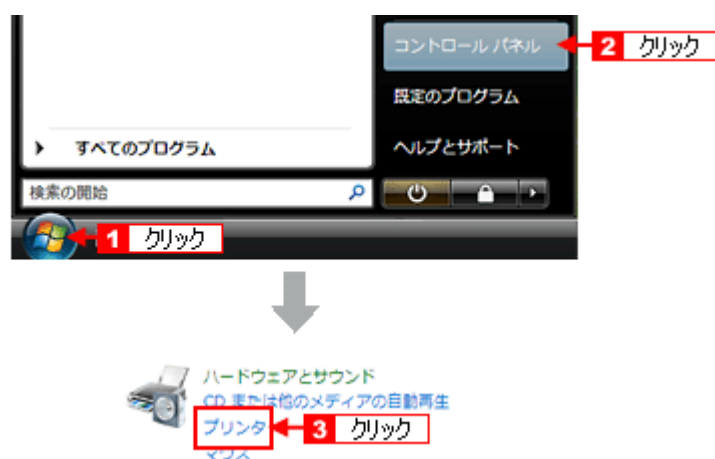 コントロール パネル
2 クリック
既定のプログラム
すべてのプログラム
ヘルプとサポート
検索の開始
1 クリック
ハードウェアとサウンド
CD または他のメディアの自動再生
プリンタ
3 クリック
マウス